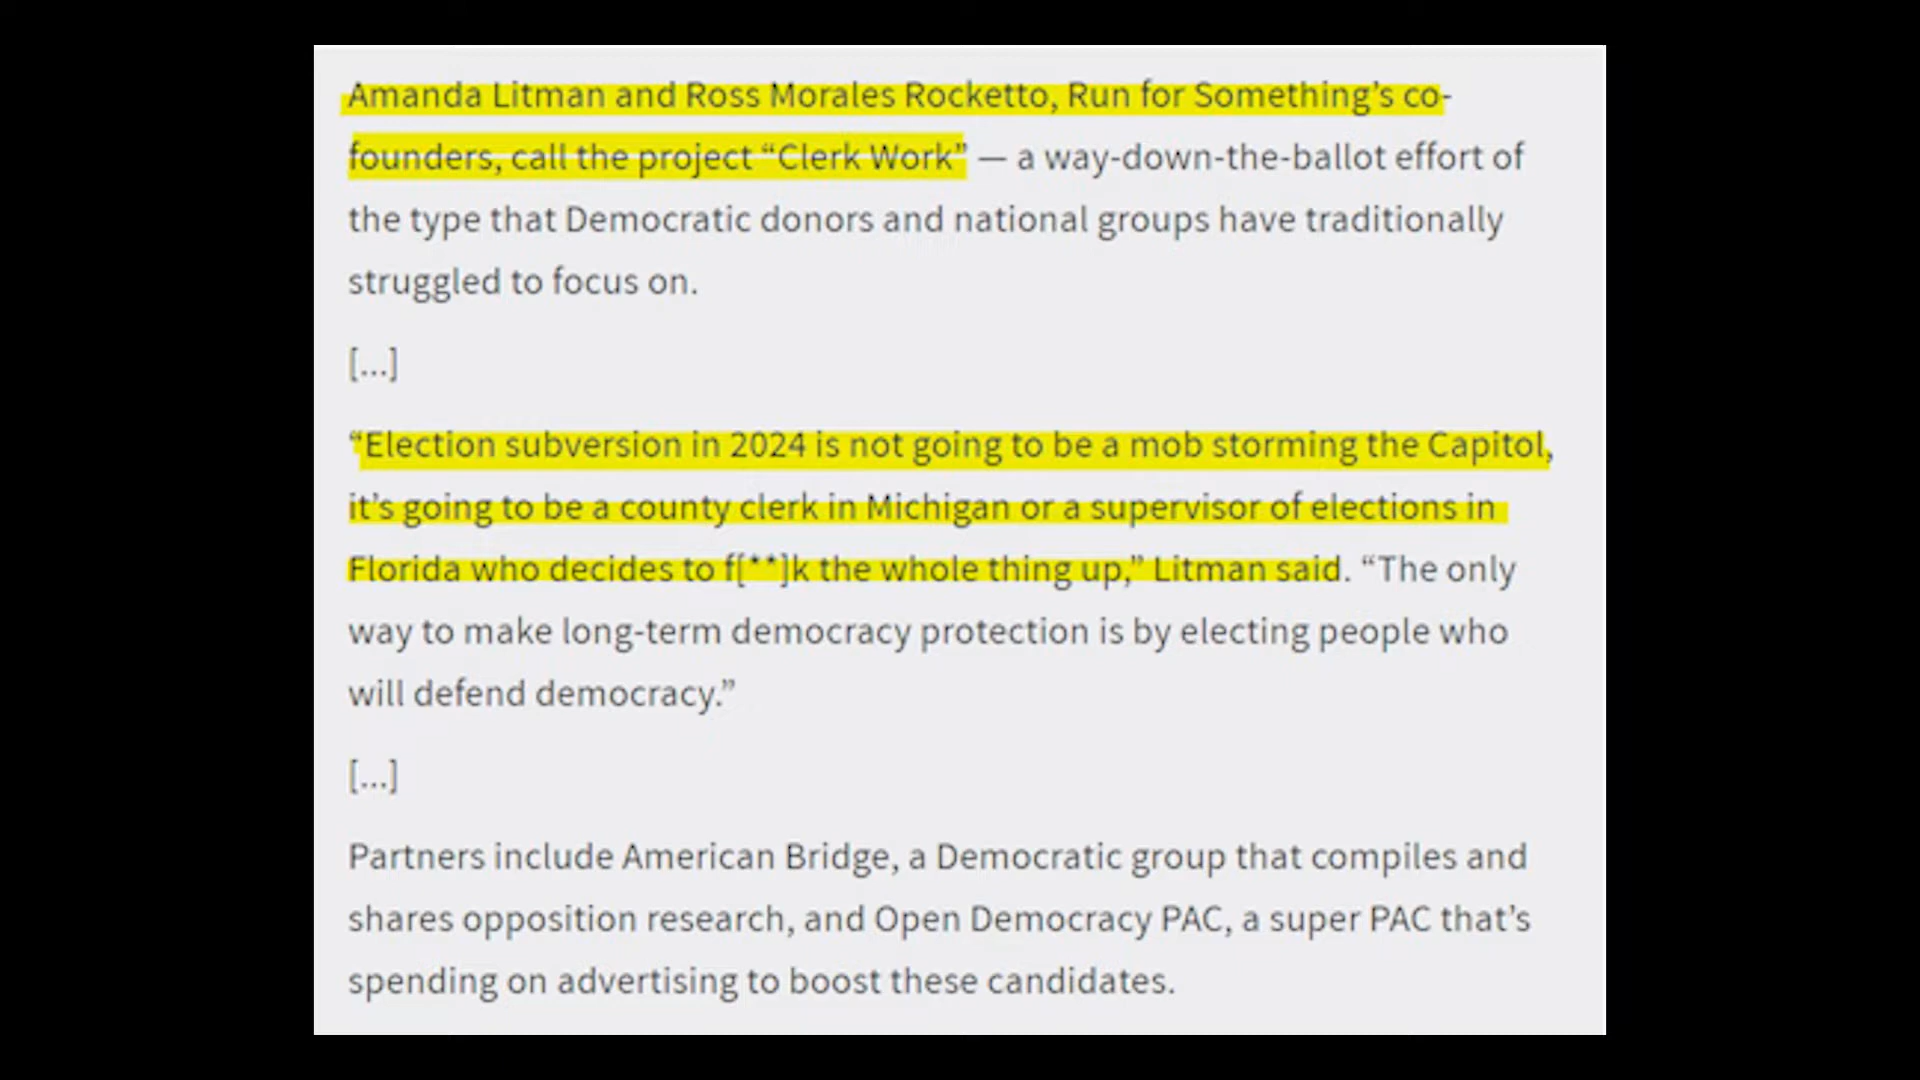 Amanda Litman and Ross Morales Rocketto, Run for Something’s co-
founders, call the project “Clerk Work” — a way-down-the-ballot effort of
the type that Democratic donors and national groups have traditionally
struggled to focus on.
[...]
“Election subversion in 2024 is not going to be a mob storming the Capitol,
it’s going to be a county clerk in Michigan or a supervisor of elections in
Florida who decides to f[**]k the whole thing up,” Litman said. “The only
way to make long-term democracy protection is by electing people who
will defend democracy.”
[...]
Partners include American Bridge, a Democratic group that compiles and
shares opposition research, and Open Democracy PAC, a super PAC that’s
spending on advertising to boost these candidates.